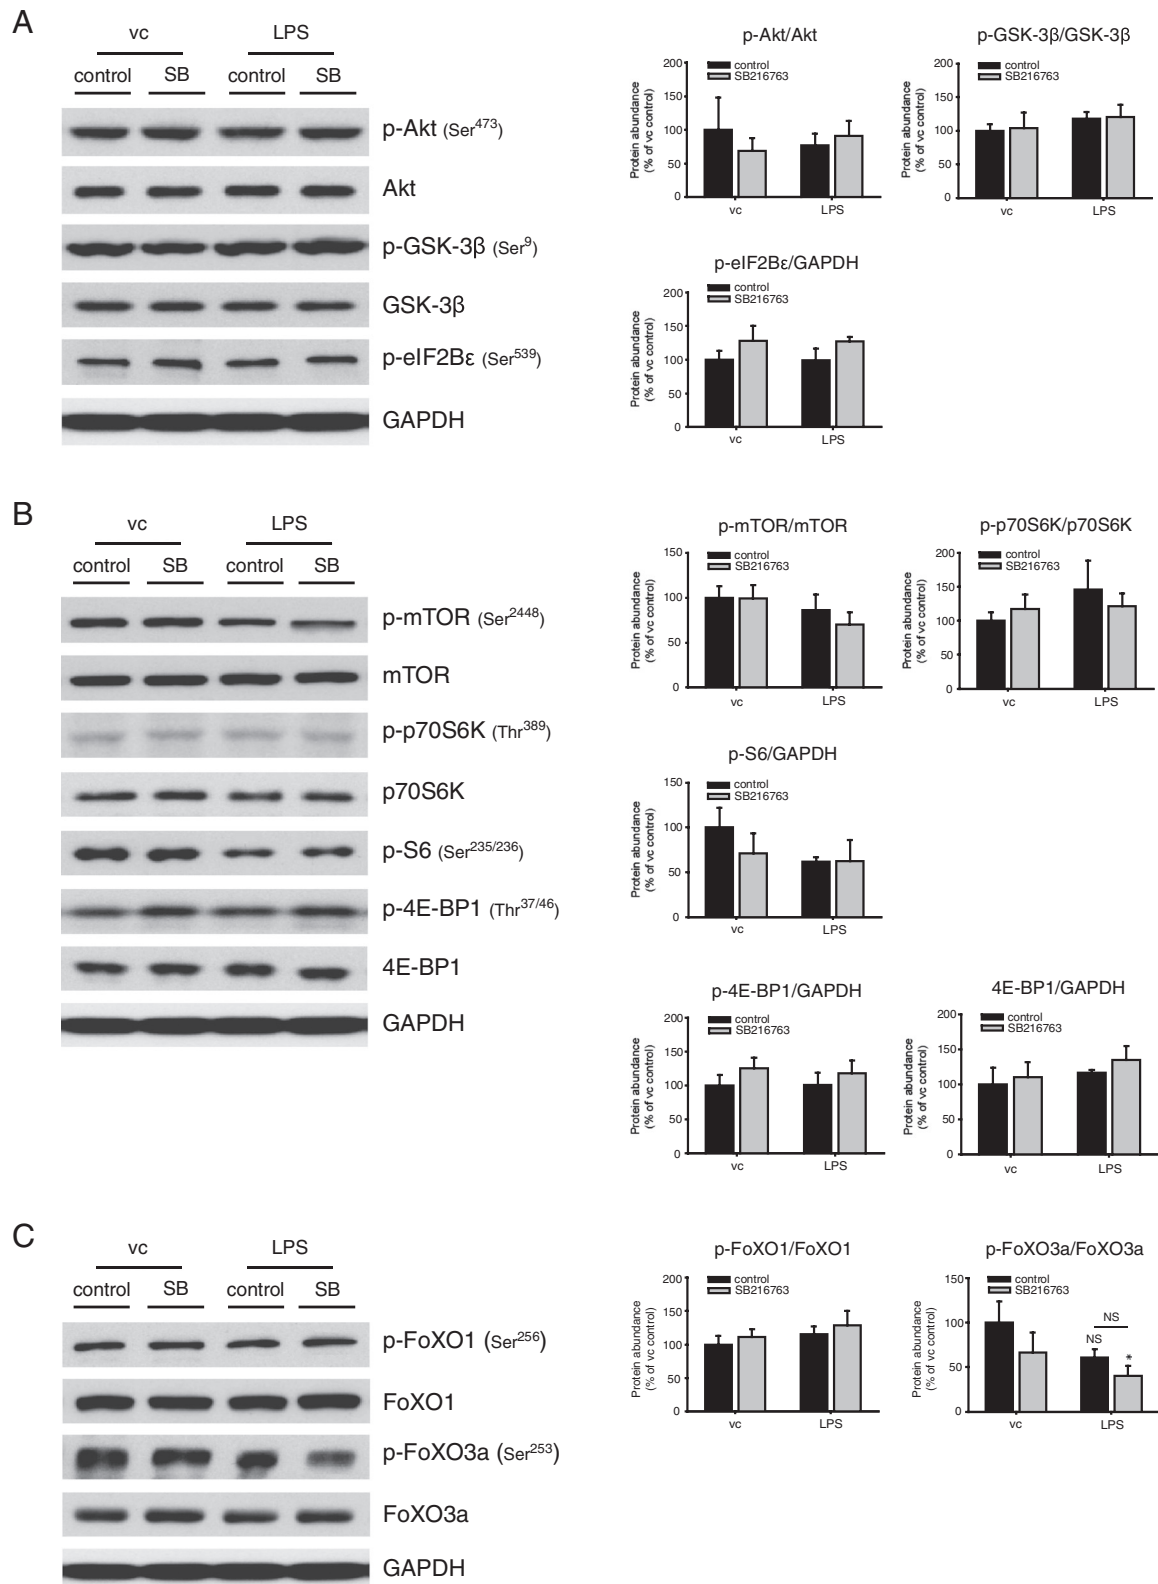 A
vc LPS
control SB control SB
p-Akt (Ser473)
Akt
p-GSK-3β (Ser9)
GSK-3β
p-eIF2Bε (Ser539)
GAPDH
p-Akt/Akt
control
SB216763
Protein abundance
(% of vc control)
200
150
100
50
0
vc LPS
p-GSK-3β/GSK-3β
control
SB216763
Protein abundance
(% of vc control)
200
150
100
50
0
vc LPS
p-eIF2Bε/GAPDH
control
SB216763
Protein abundance
(% of vc control)
200
150
100
50
0
vc LPS
B
vc LPS
control SB control SB
p-mTOR (Ser2448)
mTOR
p-p70S6K (Thr389)
p70S6K
p-S6 (Ser235/236)
p-4E-BP1 (Thr37/46)
4E-BP1
GAPDH
p-mTOR/mTOR
control
SB216763
Protein abundance
(% of vc control)
150
100
50
0
vc LPS
p-p70S6K/p70S6K
control
SB216763
Protein abundance
(% of vc control)
200
150
100
50
0
vc LPS
p-S6/GAPDH
control
SB216763
Protein abundance
(% of vc control)
150
100
50
0
vc LPS
p-4E-BP1/GAPDH
control
SB216763
Protein abundance
(% of vc control)
200
150
100
50
0
vc LPS
4E-BP1/GAPDH
control
SB216763
Protein abundance
(% of vc control)
200
150
100
50
0
vc LPS
C
vc LPS
control SB control SB
p-FoXO1 (Ser256)
FoXO1
p-FoXO3a (Ser253)
FoXO3a
GAPDH
p-FoXO1/FoXO1
control
SB216763
Protein abundance
(% of vc control)
200
150
100
50
0
vc LPS
p-FoXO3a/FoXO3a
control
SB216763
Protein abundance
(% of vc control)
150
100
50
0
NS
NS
*
vc LPS